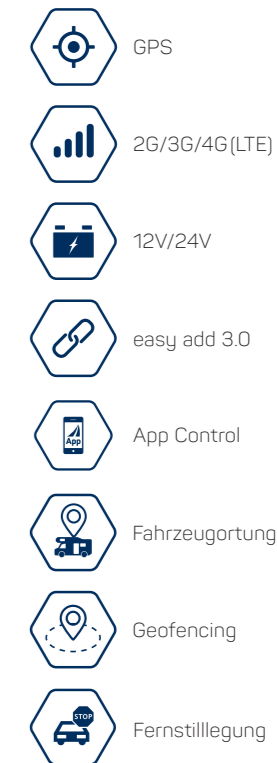 GPS
2G/3G/4G(LTE)
12V/24V
easy add 3.0
App
App Control
Fahrzeugortung
Geofencing
STOP
Fernstilllegung